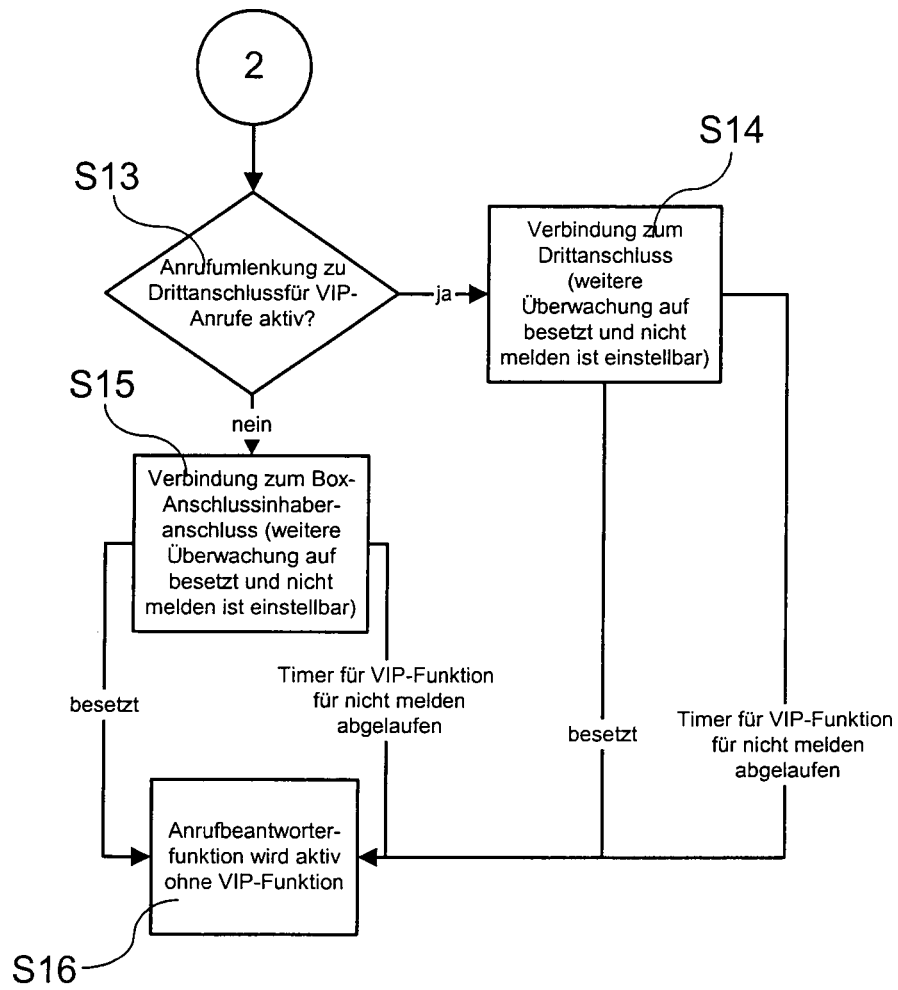 2
S13
Anrufumlenkung zu
Drittanschlussfür VIP-
Anrufe aktiv?
ja
S14
Verbindung zum
Drittanschluss
(weitere
Überwachung auf
besetzt und nicht
melden ist einstellbar)
nein
S15
Verbindung zum Box-
Anschlussinhaber-
anschluss (weitere
Überwachung auf
besetzt und nicht
melden ist einstellbar)
besetzt
Timer für VIP-Funktion
für nicht melden
abgelaufen
besetzt
Timer für VIP-Funktion
für nicht melden
abgelaufen
Anrufbeantworter-
funktion wird aktiv
ohne VIP-Funktion
S16